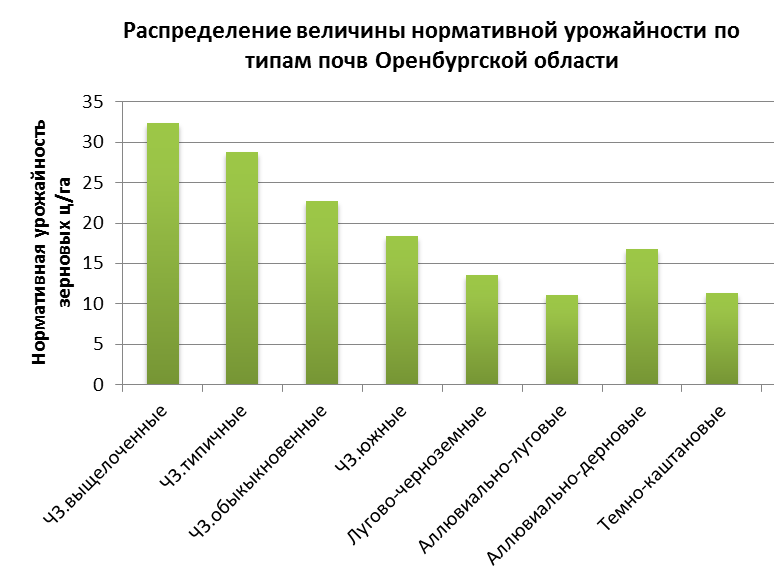 Распределение величины нормативной урожайности по
типам почв Оренбургской области
Нормативная урожайность
зерновых ц/га
35
30
25
20
15
10
5
0
ЧЗ.выщелоченные
ЧЗ.типичные
ЧЗ.обыкыкновенные
ЧЗ.южные
Лугово-черноземные
Аллювиально-луговые
Аллювиально-дерновые
Темно-каштановые